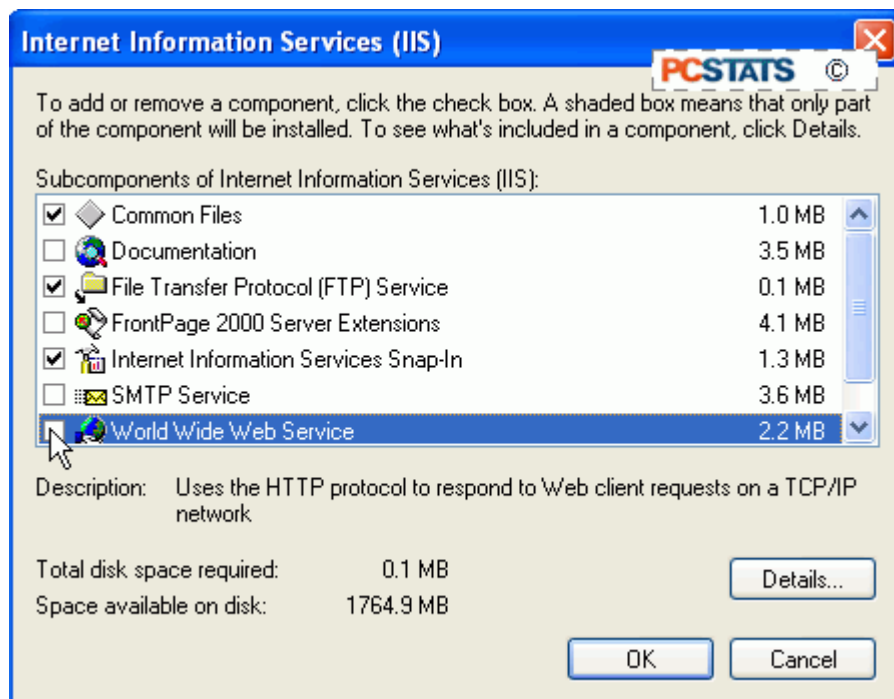 Internet Information Services (IIS)
PCSTATS ©
To add or remove a component, click the check box. A shaded box means that only part
of the component will be installed. To see what's included in a component, click Details.
Subcomponents of Internet Information Services (IIS):
Common Files 1.0 MB
Documentation 3.5 MB
File Transfer Protocol (FTP) Service 0.1 MB
FrontPage 2000 Server Extensions 4.1 MB
Internet Information Services Snap-In 1.3 MB
SMTP Service 3.6 MB
World Wide Web Service 2.2 MB
Description: Uses the HTTP protocol to respond to Web client requests on a TCP/IP
network
Total disk space required: 0.1 MB
Space available on disk: 1764.9 MB
Details...
OK Cancel